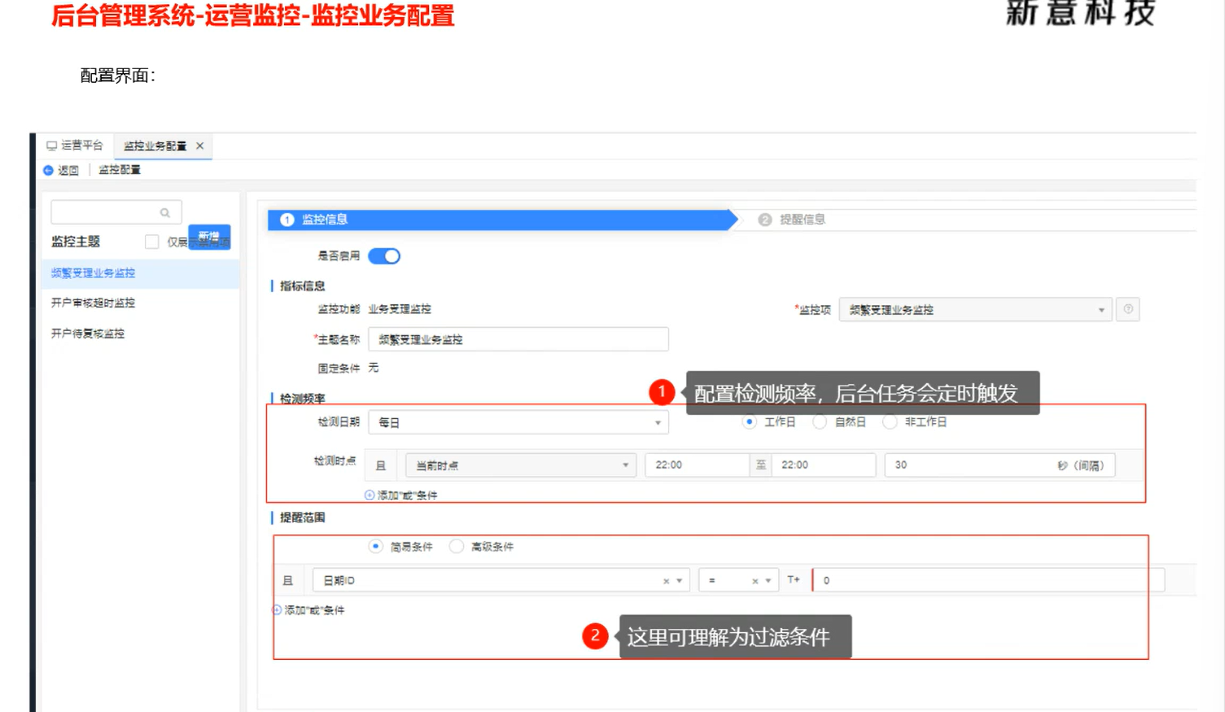 后台管理系统-运营监控-监控业务配置
新意科技
配置界面：
运营平台 监控业务配置 ×
返回 监控配置
监控主题 仅展 新增
频繁受理业务监控
开户审核超时监控
开户待复核监控
1 监控信息 2 提醒信息
是否启用
指标信息
监控功能 业务受理监控 *监控项 频繁受理业务监控
*主题名称 频繁受理业务监控
固定条件 无
1 配置检测频率，后台任务会定时触发
检测频率
检测日期 每日 工作日 自然日 非工作日
检测时点 且 当前时点 22:00 至 22:00 30 秒（间隔）
添加"或"条件
提醒范围
简易条件 高级条件
且 日期ID × = × T+ 0
添加"或"条件
2 这里可理解为过滤条件